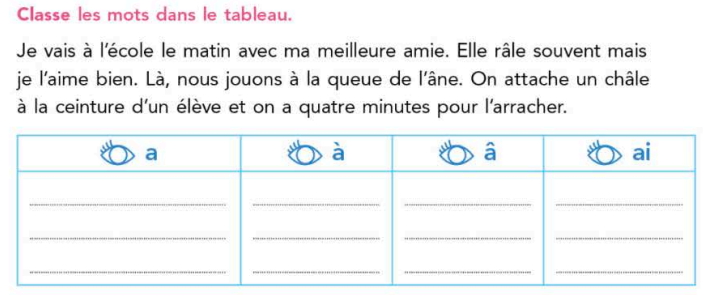 Classe les mots dans le tableau.
Je vais à l'école le matin avec ma meilleure amie. Elle râle souvent mais
je l'aime bien. Là, nous jouons à la queue de l'âne. On attache un châle
à la ceinture d'un élève et on a quatre minutes pour l'arracher.
a à â ai